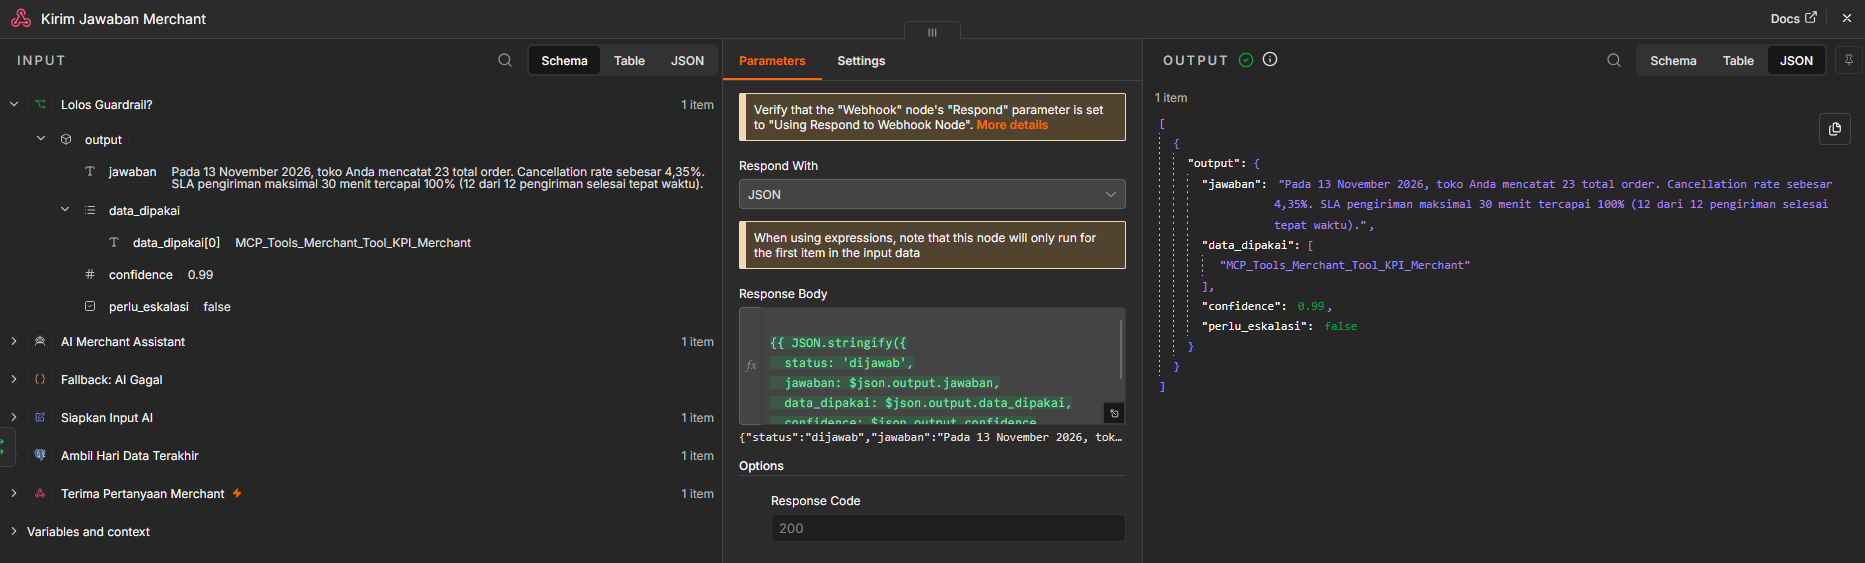 Kirim Jawaban Merchant
Docs
INPUT
Schema
Table
JSON
Lolos Guardrail?
1 item
output
jawaban
Pada 13 November 2026, toko Anda mencatat 23 total order. Cancellation rate sebesar 4,35%.
SLA pengiriman maksimal 30 menit tercapai 100% (12 dari 12 pengiriman selesai tepat waktu).
data_dipakai
data_dipakai[0]
MCP_Tools_Merchant_Tool_KPI_Merchant
confidence
0.99
perlu_eskalasi
false
AI Merchant Assistant
1 item
Fallback: AI Gagal
Siapkan Input AI
1 item
Ambil Hari Data Terakhir
1 item
Terima Pertanyaan Merchant
1 item
Variables and context
Parameters
Settings
Verify that the "Webhook" node's "Respond" parameter is set
to "Using Respond to Webhook Node". More details
Respond With
JSON
When using expressions, note that this node will only run for
the first item in the input data
Response Body
fx
{{ JSON.stringify({
status: 'dijawab',
jawaban: $json.output.jawaban,
data_dipakai: $json.output.data_dipakai,
confidence: $json.output.confidence
{"status":"dijawab","jawaban":"Pada 13 November 2026, tok…
Options
Response Code
200
OUTPUT
Schema
Table
JSON
1 item
[
{
"output": {
"jawaban": "Pada 13 November 2026, toko Anda mencatat 23 total order. Cancellation rate sebesar
4,35%. SLA pengiriman maksimal 30 menit tercapai 100% (12 dari 12 pengiriman selesai
tepat waktu).",
"data_dipakai": [
"MCP_Tools_Merchant_Tool_KPI_Merchant"
],
"confidence": 0.99,
"perlu_eskalasi": false
}
}
]